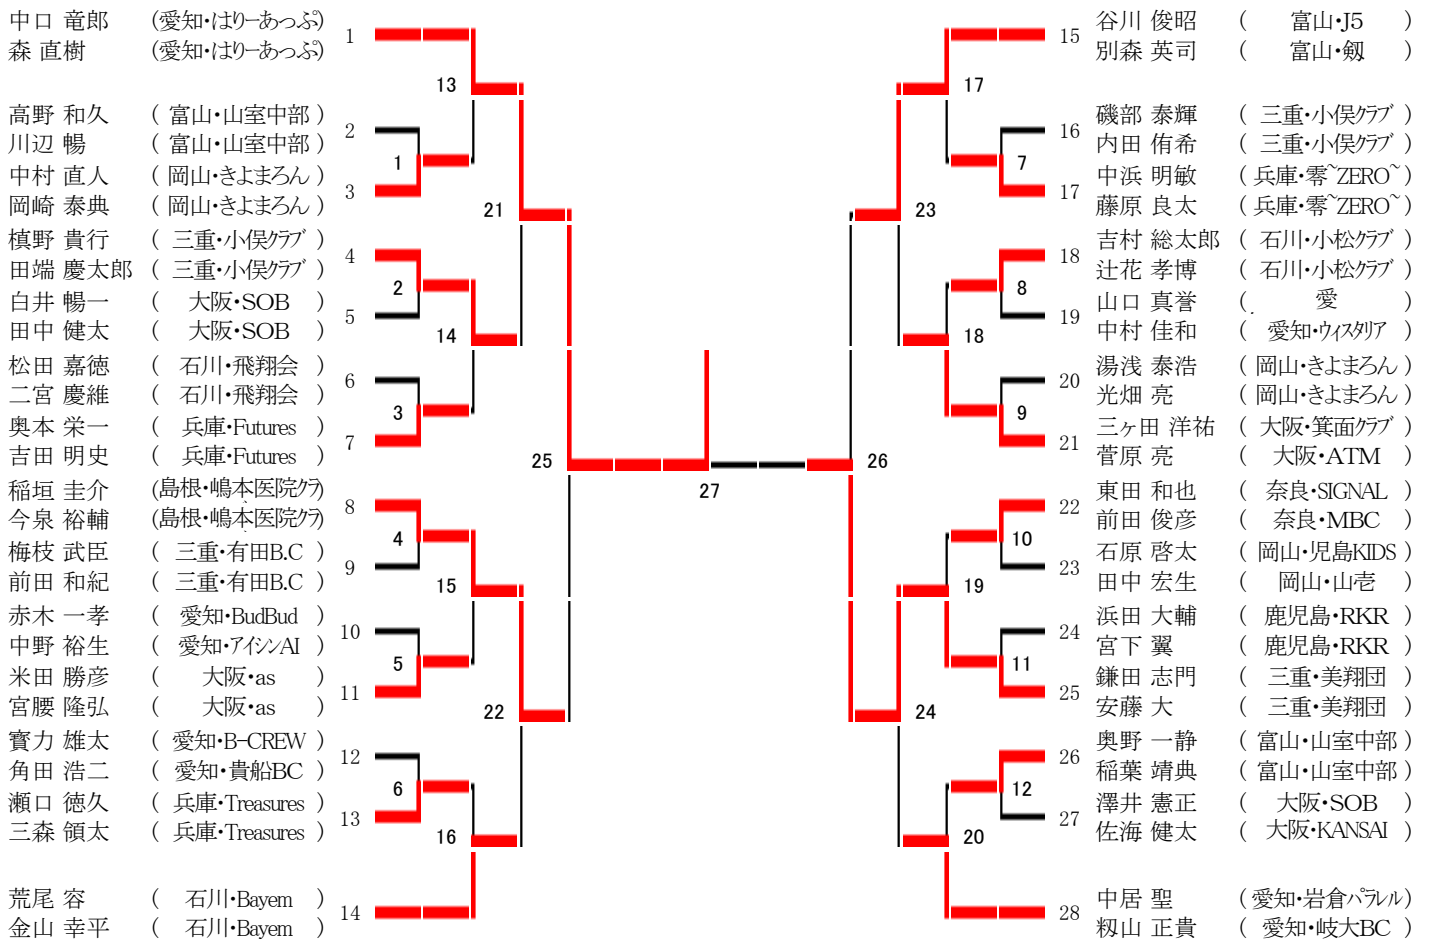 中口 竜郎 (愛知・はりーあっぷ)
森 直樹 (愛知・はりーあっぷ)
1
13
高野 和久 ( 富山・山室中部 )
2
川辺 暢 ( 富山・山室中部 )
1
中村 直人 ( 岡山・きよまろん )
3
岡崎 泰典 ( 岡山・きよまろん )
21
槙野 貴行 ( 三重・小俣クラブ )
4
田端 慶太郎 ( 三重・小俣クラブ )
2
白井 暢一 ( 大阪・SOB )
5
田中 健太 ( 大阪・SOB )
14
松田 嘉徳 ( 石川・飛翔会 )
6
二宮 慶維 ( 石川・飛翔会 )
3
奥本 栄一 ( 兵庫・Futures )
7
吉田 明史 ( 兵庫・Futures )
25
稲垣 圭介 (島根・嶋本医院クラ)
8
今泉 裕輔 (島根・嶋本医院クラ)
4
梅枝 武臣 ( 三重・有田B.C )
9
前田 和紀 ( 三重・有田B.C )
15
赤木 一孝 ( 愛知・BudBud )
10
中野 裕生 ( 愛知・アイシンAI )
5
米田 勝彦 ( 大阪・as )
11
宮腰 隆弘 ( 大阪・as )
22
寳力 雄太 ( 愛知・B-CREW )
12
角田 浩二 ( 愛知・貴船BC )
6
瀬口 徳久 ( 兵庫・Treasures )
13
三森 領太 ( 兵庫・Treasures )
16
荒尾 容 ( 石川・Bayern )
14
金山 幸平 ( 石川・Bayern )
27
谷川 俊昭 ( 富山・J5 )
15
別森 英司 ( 富山・剱 )
17
磯部 泰輝 ( 三重・小俣クラブ )
16
内田 侑希 ( 三重・小俣クラブ )
7
中浜 明敏 ( 兵庫・零~ZERO~ )
17
藤原 良太 ( 兵庫・零~ZERO~ )
23
吉村 総太郎 ( 石川・小松クラブ )
18
辻花 孝博 ( 石川・小松クラブ )
8
山口 真誉 ( 愛 )
19
中村 佳和 ( 愛知・ウィスタリア )
18
湯浅 泰浩 ( 岡山・きよまろん )
20
光畑 亮 ( 岡山・きよまろん )
9
三ヶ田 洋祐 ( 大阪・箕面クラブ )
21
菅原 亮 ( 大阪・ATM )
26
東田 和也 ( 奈良・SIGNAL )
22
前田 俊彦 ( 奈良・MBC )
10
石原 啓太 ( 岡山・児島KIDS )
23
田中 宏生 ( 岡山・山壱 )
19
浜田 大輔 ( 鹿児島・RKR )
24
宮下 翼 ( 鹿児島・RKR )
11
鎌田 志門 ( 三重・美翔団 )
25
安藤 大 ( 三重・美翔団 )
24
奥野 一静 ( 富山・山室中部 )
26
稲葉 靖典 ( 富山・山室中部 )
12
澤井 憲正 ( 大阪・SOB )
27
佐海 健太 ( 大阪・KANSAI )
20
中居 聖 (愛知・岩倉パラレル)
28
籾山 正貴 ( 愛知・岐大BC )